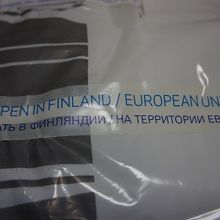 PEN IN FINLAND / EUROPEAN UNI
АТЬ В ФИНЛЯНДИИ / НА ТЕРРИТОРИИ ЕВ